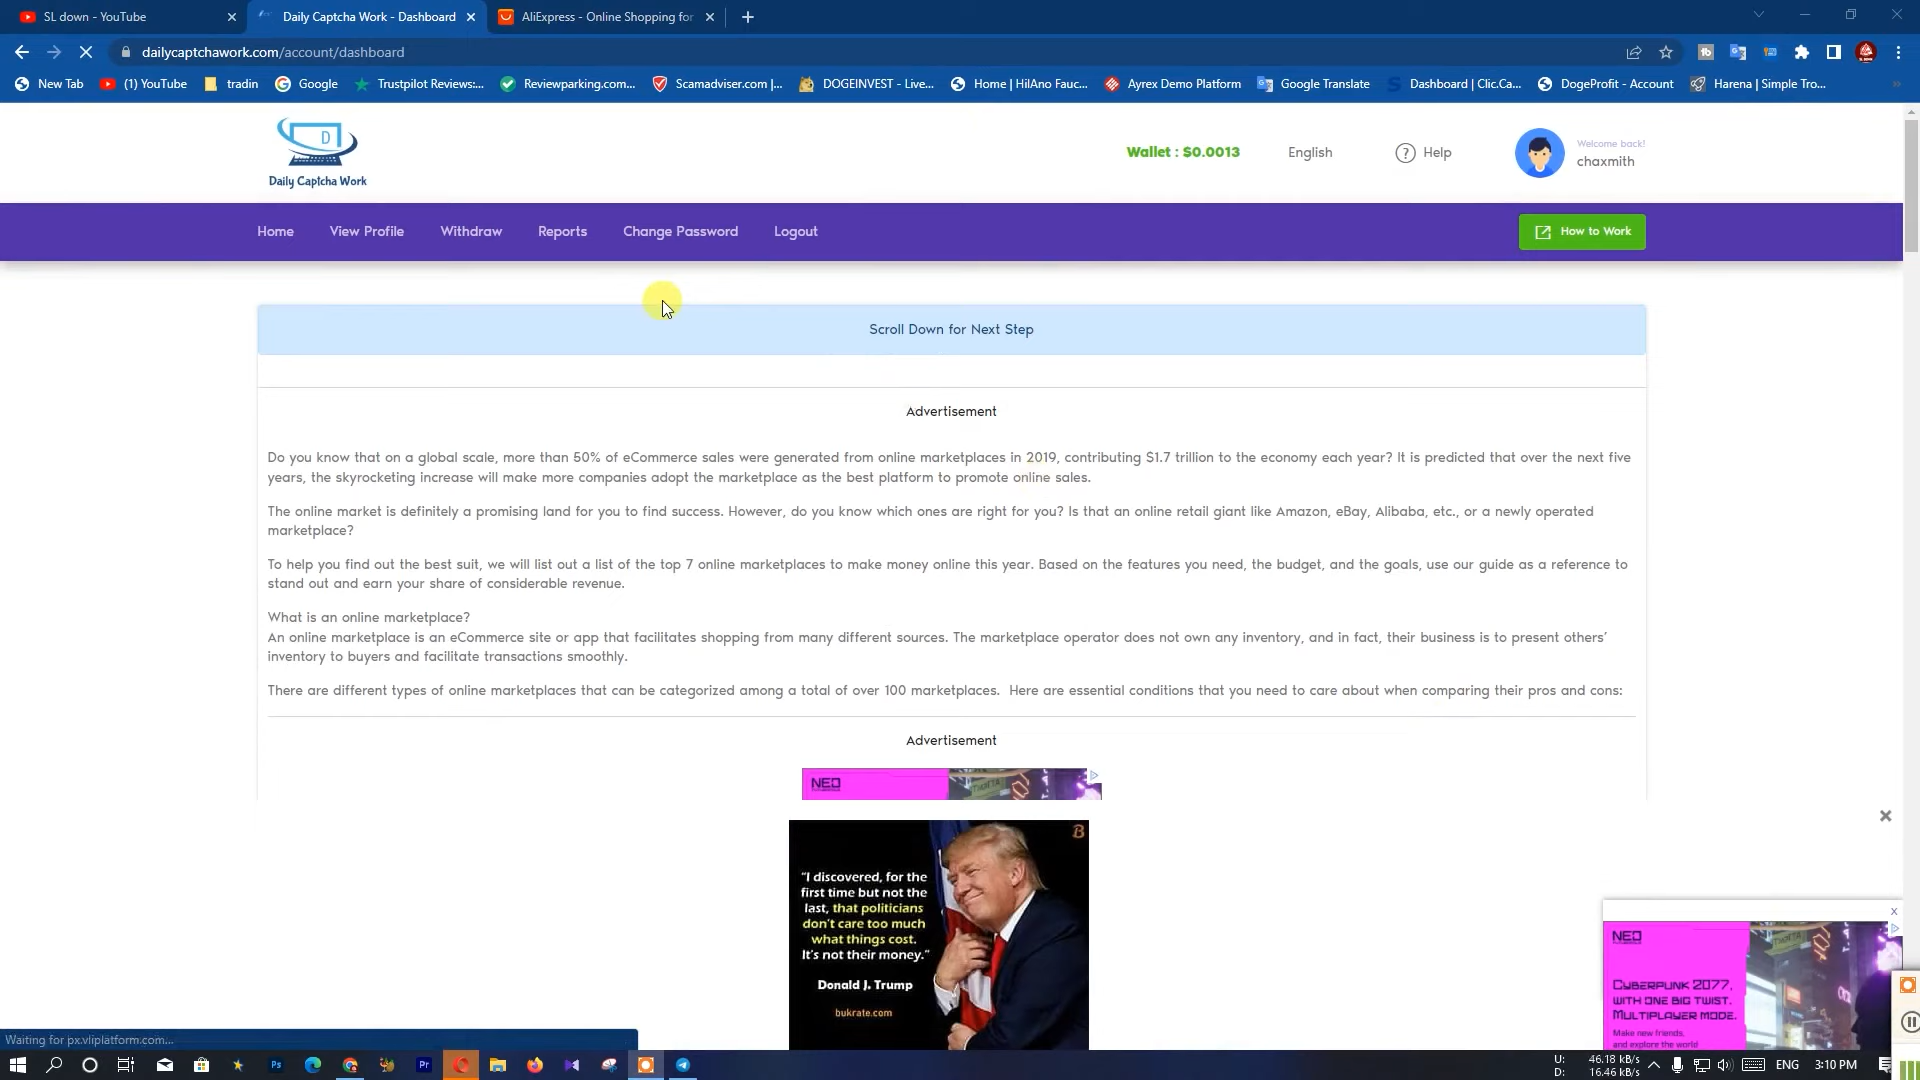 SL down - YouTube
Daily Captcha Work - Dashboard
AliExpress - Online Shopping for
dailycaptchawork.com/account/dashboard
New Tab
(1) YouTube
tradin
Google
Trustpilot Reviews:...
Reviewparking.com...
Scamadviser.com |...
DOGEINVEST - Live...
Home | HilAno Fauc...
Ayrex Demo Platform
Google Translate
Dashboard | Clic.Ca...
DogeProfit - Account
Harena | Simple Tro...
D
Daily Captcha Work
Wallet : $0.0013
English
? Help
Welcome back!
chaxmith
Home
View Profile
Withdraw
Reports
Change Password
Logout
How to Work
Scroll Down for Next Step
Advertisement
Do you know that on a global scale, more than 50% of eCommerce sales were generated from online marketplaces in 2019, contributing $1.7 trillion to the economy each year? It is predicted that over the next five
years, the skyrocketing increase will make more companies adopt the marketplace as the best platform to promote online sales.
The online market is definitely a promising land for you to find success. However, do you know which ones are right for you? Is that an online retail giant like Amazon, eBay, Alibaba, etc., or a newly operated
marketplace?
To help you find out the best suit, we will list out a list of the top 7 online marketplaces to make money online this year. Based on the features you need, the budget, and the goals, use our guide as a reference to
stand out and earn your share of considerable revenue.
What is an online marketplace?
An online marketplace is an eCommerce site or app that facilitates shopping from many different sources. The marketplace operator does not own any inventory, and in fact, their business is to present others'
inventory to buyers and facilitate transactions smoothly.
There are different types of online marketplaces that can be categorized among a total of over 100 marketplaces. Here are essential conditions that you need to care about when comparing their pros and cons:
Advertisement
NEO
B
"I discovered, for the
first time but not the
last, that politicians
don't care too much
what things cost.
It's not their money."
Donald J. Trump
bukrate.com
x
NEO
CYBERPUNK 2077,
WITH ONE BIG TWIST.
MULTIPLAYER MODE.
Make new friends,
and explore the world
Waiting for px.vliplatform.com...
Ps
Pr
U: 46.18 kB/s
D: 16.46 kB/s
ENG
3:10 PM